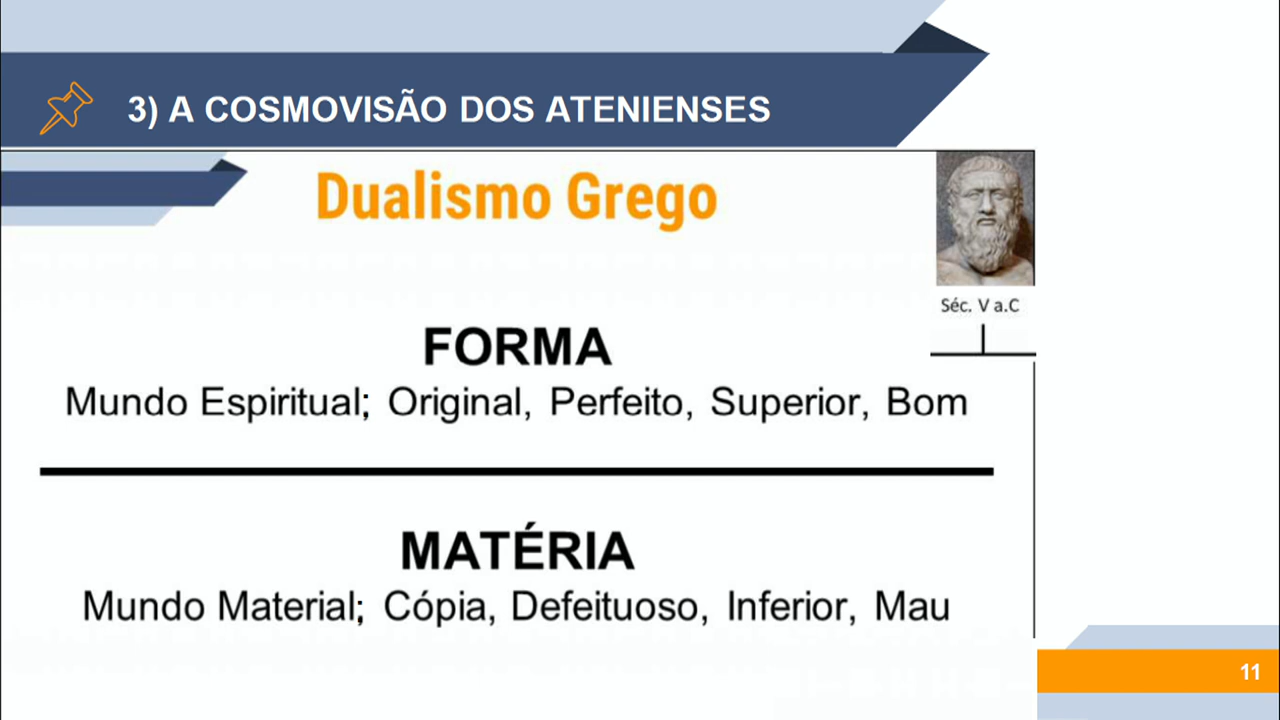 3) A COSMOVISÃO DOS ATENIENSES
Dualismo Grego
Séc. V a.C
FORMA
Mundo Espiritual; Original, Perfeito, Superior, Bom
MATÉRIA
Mundo Material; Cópia, Defeituoso, Inferior, Mau
11